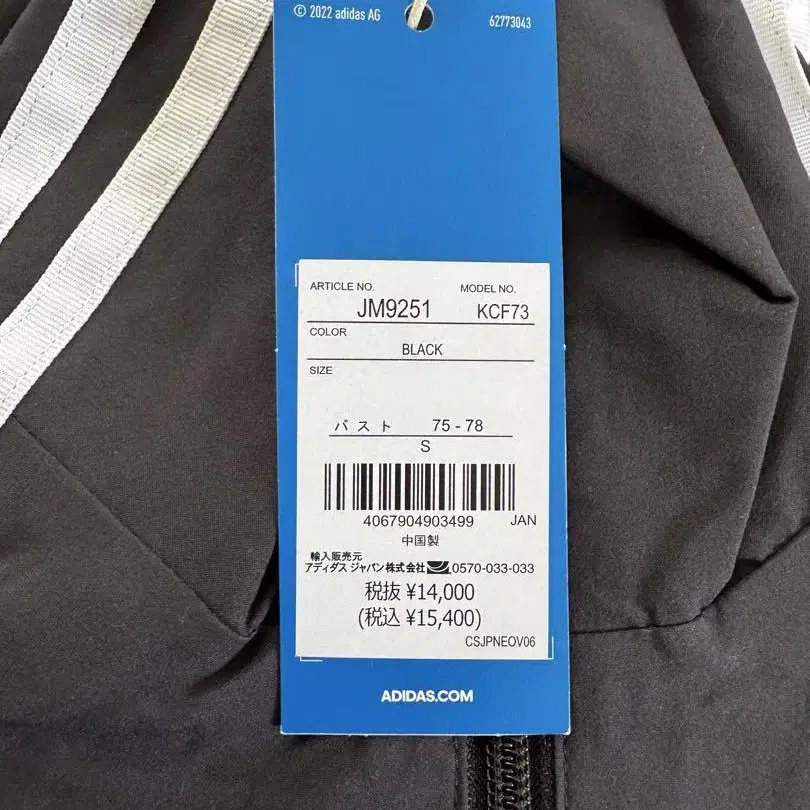 © 2022 adidas AG
62773043
ARTICLE NO. MODEL NO.
JM9251 KCF73
COLOR
BLACK
SIZE
バスト 75 - 78
S
4067904903499 JAN
中国製
輸入販売元
アディダス ジャパン株式会社 0570-033-033
税抜 ¥14,000
(税込 ¥15,400)
CSJPNEOV06
ADIDAS.COM